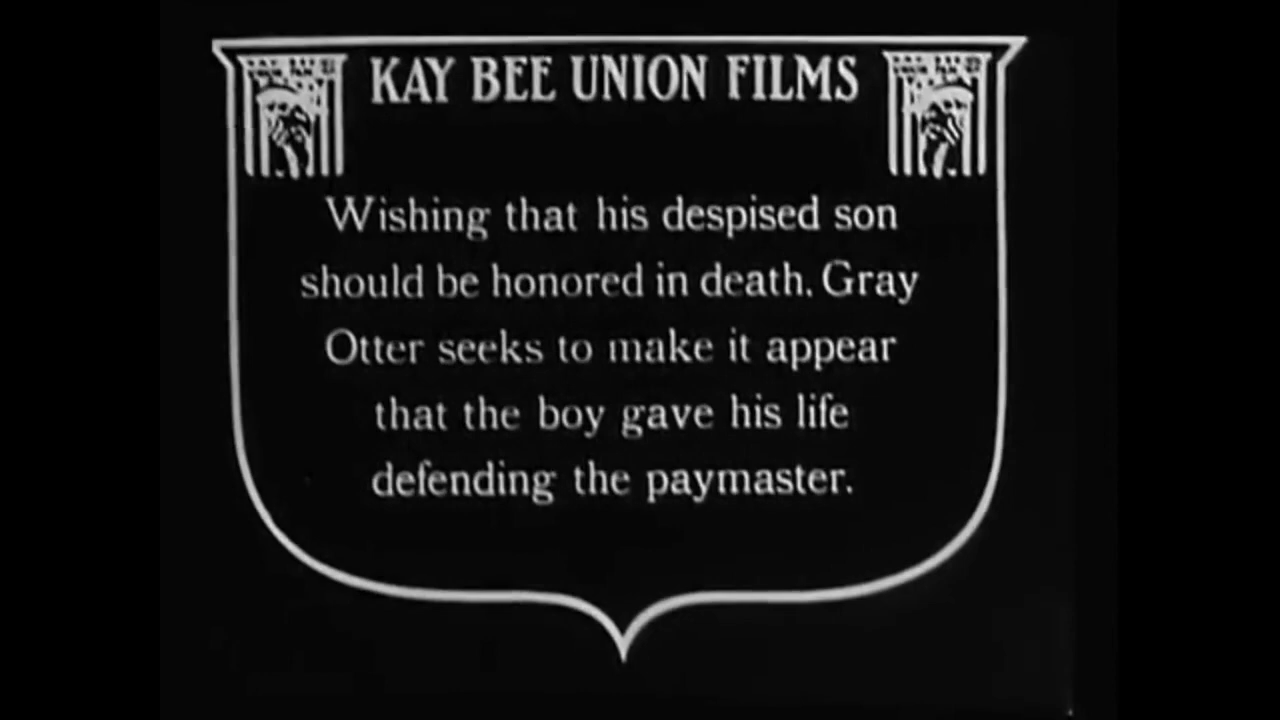 KAY BEE UNION FILMS
Wishing that his despised son
should be honored in death, Gray
Otter seeks to make it appear
that the boy gave his life
defending the paymaster.